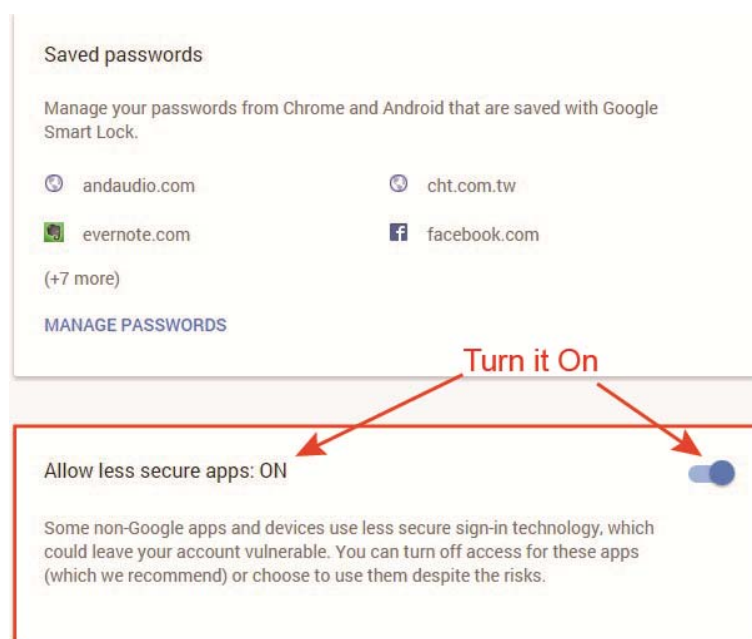 Saved passwords
Manage your passwords from Chrome and Android that are saved with Google
Smart Lock.
andaudio.com
cht.com.tw
evernote.com
facebook.com
(+7 more)
MANAGE PASSWORDS
Turn it On
Allow less secure apps: ON
Some non-Google apps and devices use less secure sign-in technology, which
could leave your account vulnerable. You can turn off access for these apps
(which we recommend) or choose to use them despite the risks.